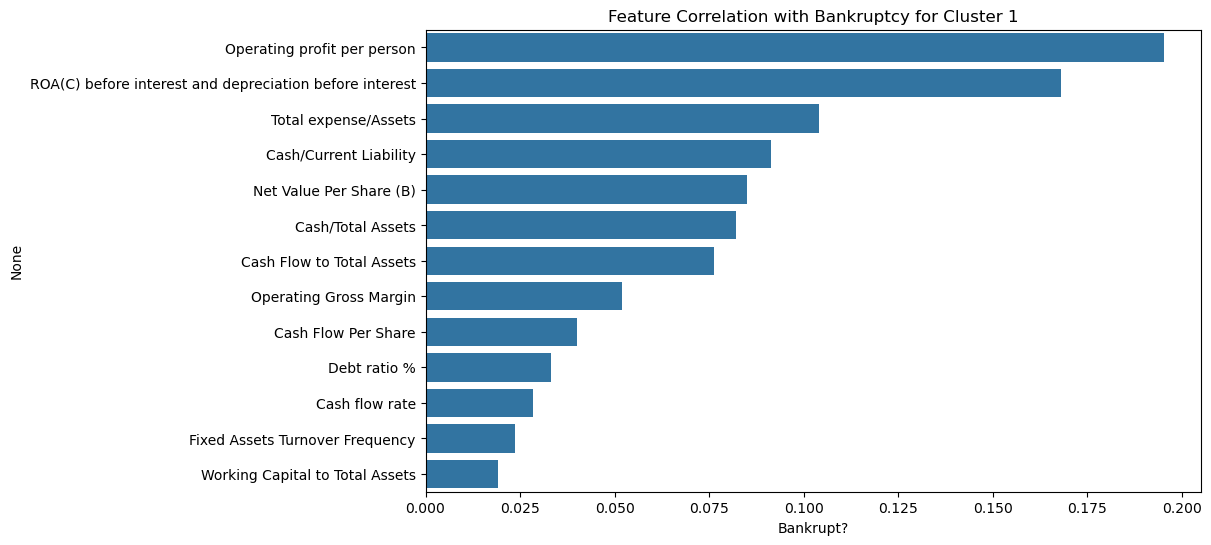 Feature Correlation with Bankruptcy for Cluster 1
None
Operating profit per person
ROA(C) before interest and depreciation before interest
Total expense/Assets
Cash/Current Liability
Net Value Per Share (B)
Cash/Total Assets
Cash Flow to Total Assets
Operating Gross Margin
Cash Flow Per Share
Debt ratio %
Cash flow rate
Fixed Assets Turnover Frequency
Working Capital to Total Assets
0.000 0.025 0.050 0.075 0.100 0.125 0.150 0.175 0.200
Bankrupt?